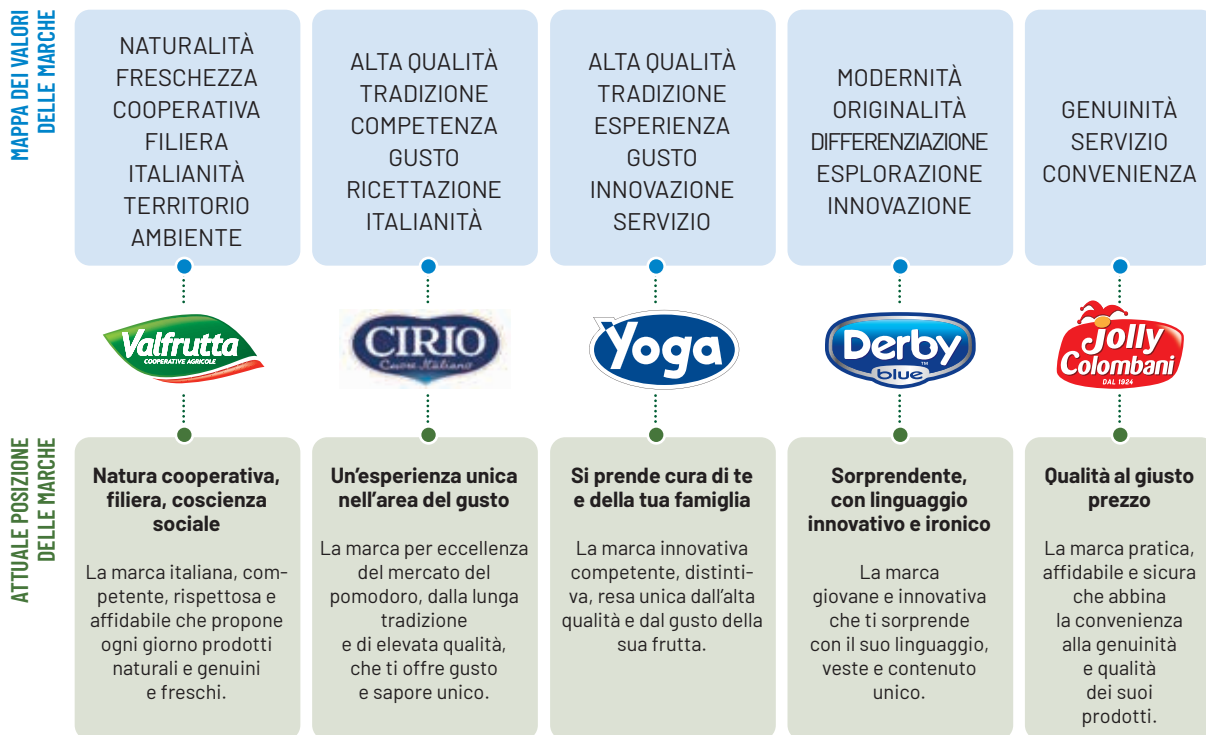 MAPPA DEI VALORI
DELLE MARCHE
NATURALITÀ
FRESCHEZZA
COOPERATIVA
FILIERA
ITALIANITÀ
TERRITORIO
AMBIENTE
ALTA QUALITÀ
TRADIZIONE
COMPETENZA
GUSTO
RICETTAZIONE
ITALIANITÀ
ALTA QUALITÀ
TRADIZIONE
ESPERIENZA
GUSTO
INNOVAZIONE
SERVIZIO
MODERNITÀ
ORIGINALITÀ
DIFFERENZIAZIONE
ESPLORAZIONE
INNOVAZIONE
GENUINITÀ
SERVIZIO
CONVENIENZA
Valfrutta
COOPERATIVE AGRICOLE
CIRIO
Cuore Italiano
Yoga
Derby
blue™
Jolly
Colombani
DAL 1924
ATTUALE POSIZIONE
DELLE MARCHE
Natura cooperativa,
filiera, coscienza
sociale
La marca italiana, com-
petente, rispettosa e
affidabile che propone
ogni giorno prodotti
naturali e genuini
e freschi.
Un’esperienza unica
nell’area del gusto
La marca per eccellenza
del mercato del
pomodoro, dalla lunga
tradizione
e di elevata qualità,
che ti offre gusto
e sapore unico.
Si prende cura di te
e della tua famiglia
La marca innovativa
competente, distinti-
va, resa unica dall’alta
qualità e dal gusto della
sua frutta.
Sorprendente,
con linguaggio
innovativo e ironico
La marca
giovane e innovativa
che ti sorprende
con il suo linguaggio,
veste e contenuto
unico.
Qualità al giusto
prezzo
La marca pratica,
affidabile e sicura
che abbina
la convenienza
alla genuinità
e qualità
dei suoi
prodotti.